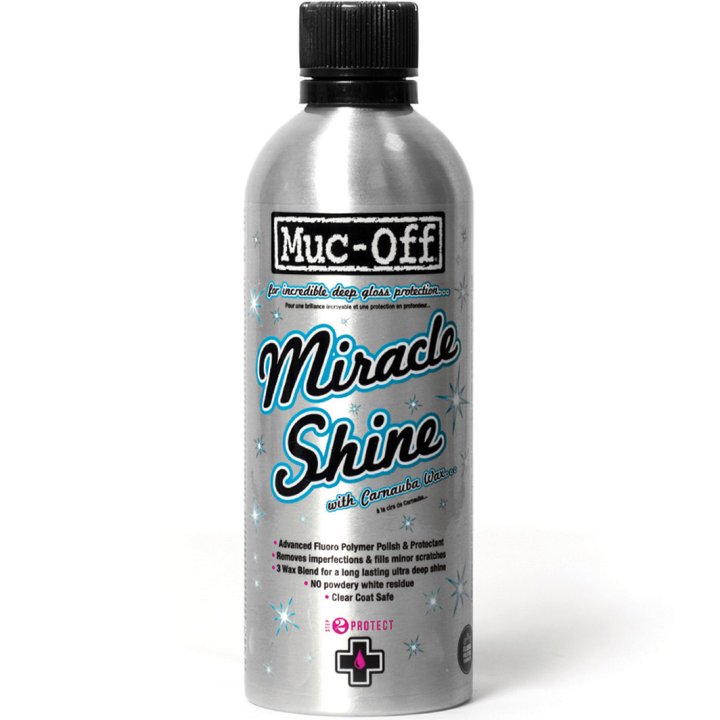 Muc-Off
for incredible deep gloss protection...
Pour une brillance incroyable et une protection en profondeur...
Miracle
Shine
with Carnauba Wax...
à la cire de Carnauba...
• Advanced Fluoro Polymer Polish & Protectant
• Removes imperfections & fills minor scratches
• 3 Wax Blend for a long lasting ultra deep shine
• NO powdery white residue
• Clear Coat Safe
STEP 2 PROTECT